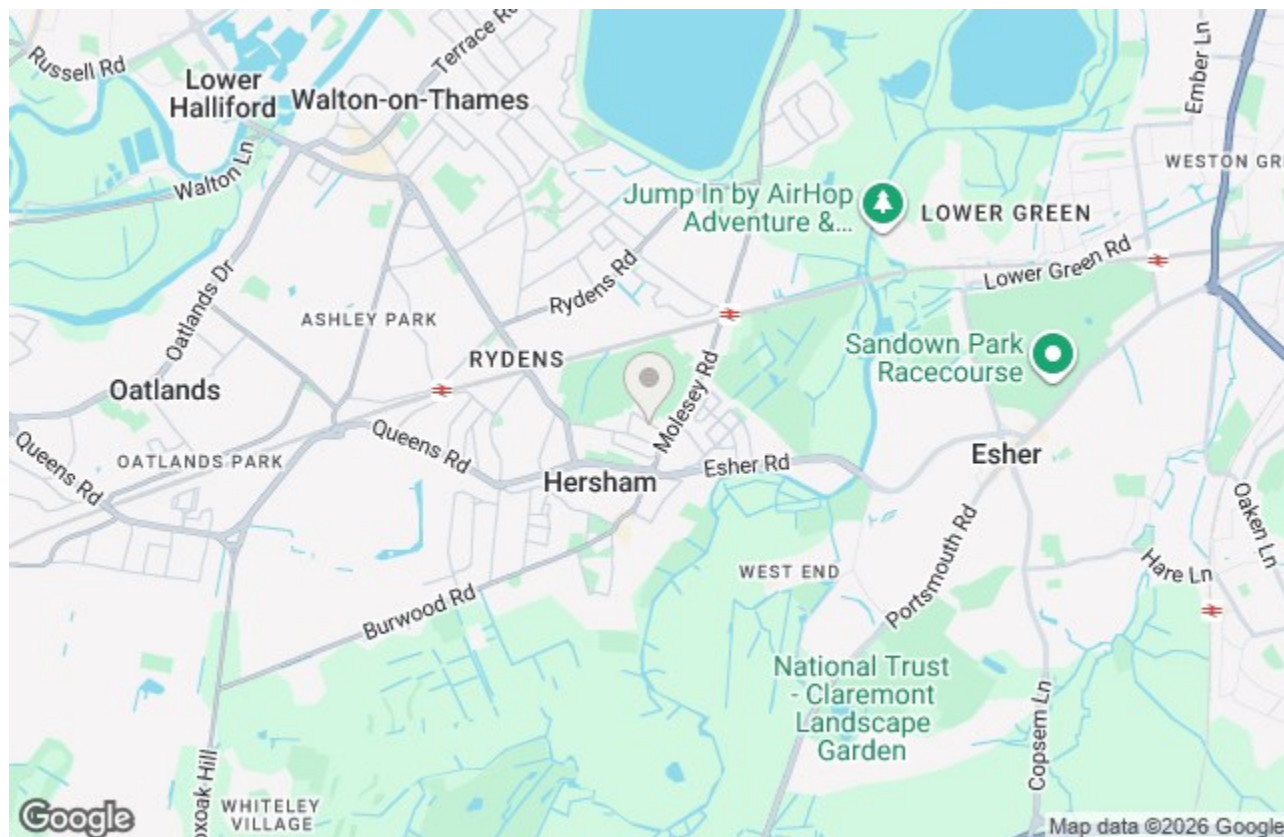 Russell Rd
Lower
Halliford
Terrace Rd
Walton-on-Thames
Ember Ln
Walton Ln
WESTON GRE
Jump In by AirHop
Adventure &...
LOWER GREEN
Lower Green Rd
Rydens Rd
Oatlands Dr
ASHLEY PARK
RYDENS
Sandown Park
Racecourse
Oatlands
Molesey Rd
Queens Rd
Queens Rd
OATLANDS PARK
Hersham
Esher Rd
Esher
Oaken Ln
Portsmouth Rd
WEST END
Hare Ln
Burwood Rd
National Trust
- Claremont
Landscape
Garden
Copsem Ln
oxoak Hill
WHITELEY
VILLAGE
Google
Map data ©2026 Google